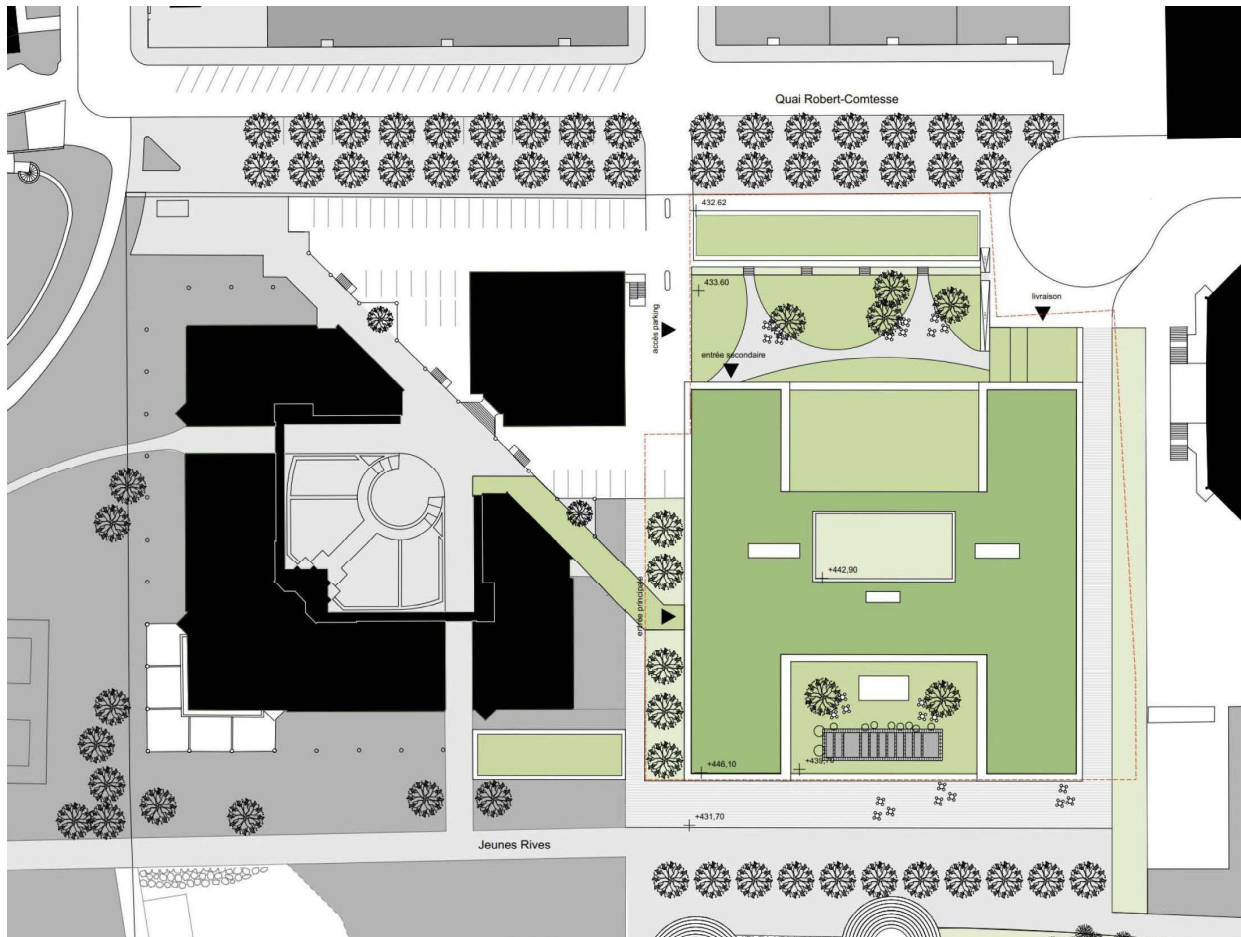 Quai Robert-Comtesse
432.62
433.60
livraison
accès parking
entrée secondaire
+442,90
entrée principale
+446,10
+431,70
Jeunes Rives